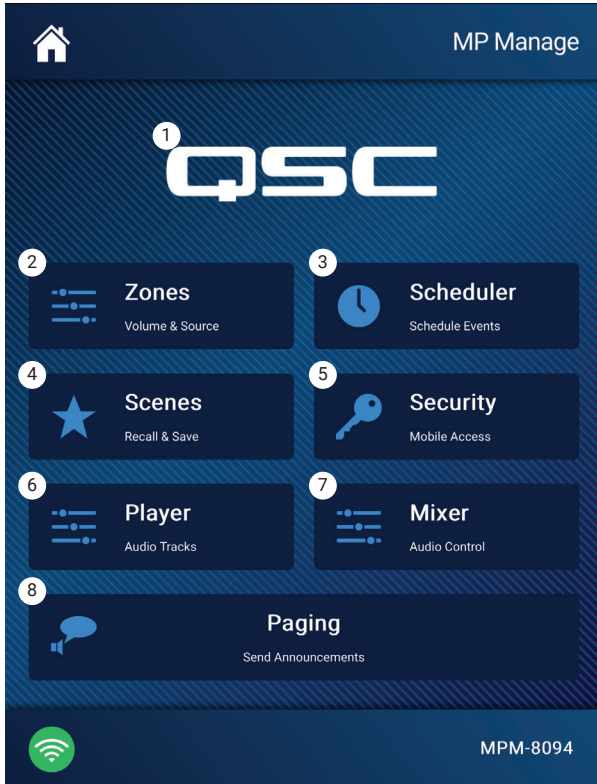 MP Manage
1
QSC
2
Zones
Volume & Source
3
Scheduler
Schedule Events
4
Scenes
Recall & Save
5
Security
Mobile Access
6
Player
Audio Tracks
7
Mixer
Audio Control
8
Paging
Send Announcements
MPM-8094